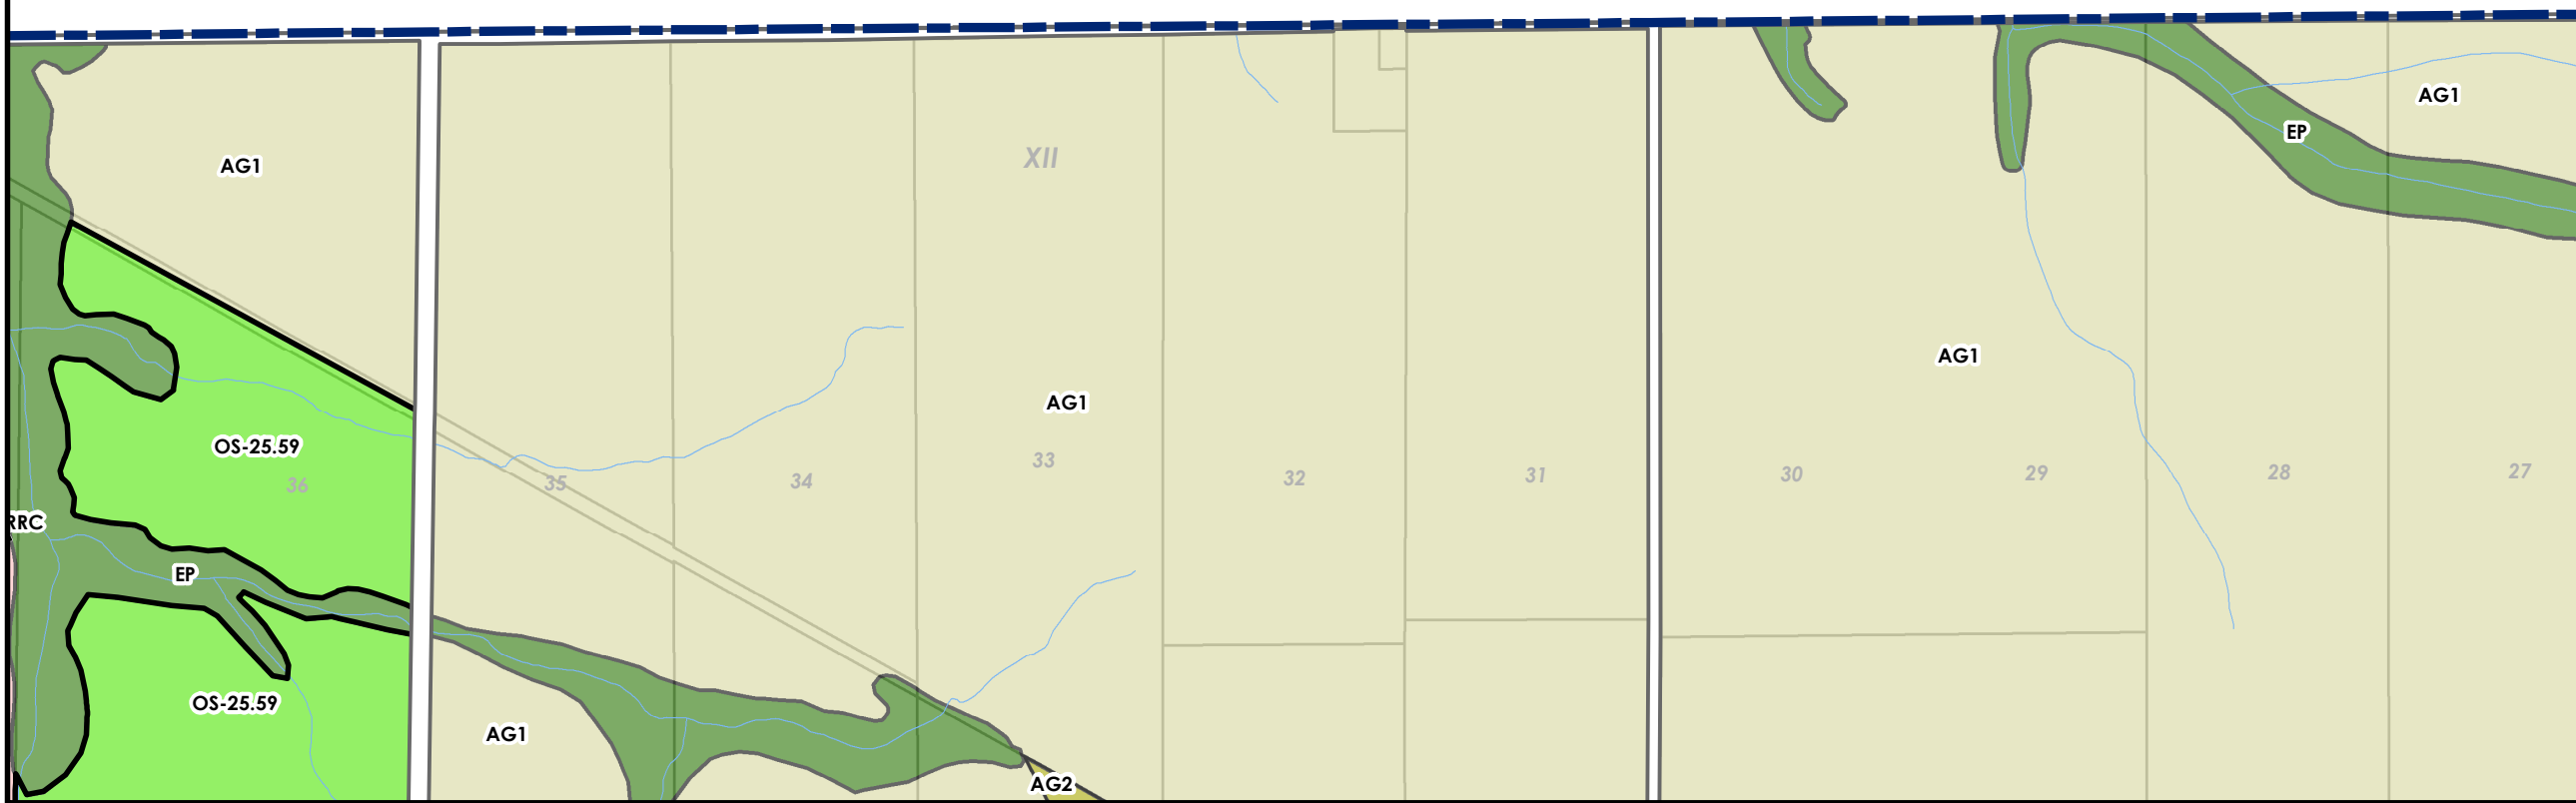 AG1
EP
XII
AG1
AG1
AG1
OS-25.59
33
36
35
34
32
31
30
29
28
27
RRC
EP
OS-25.59
AG1
AG2